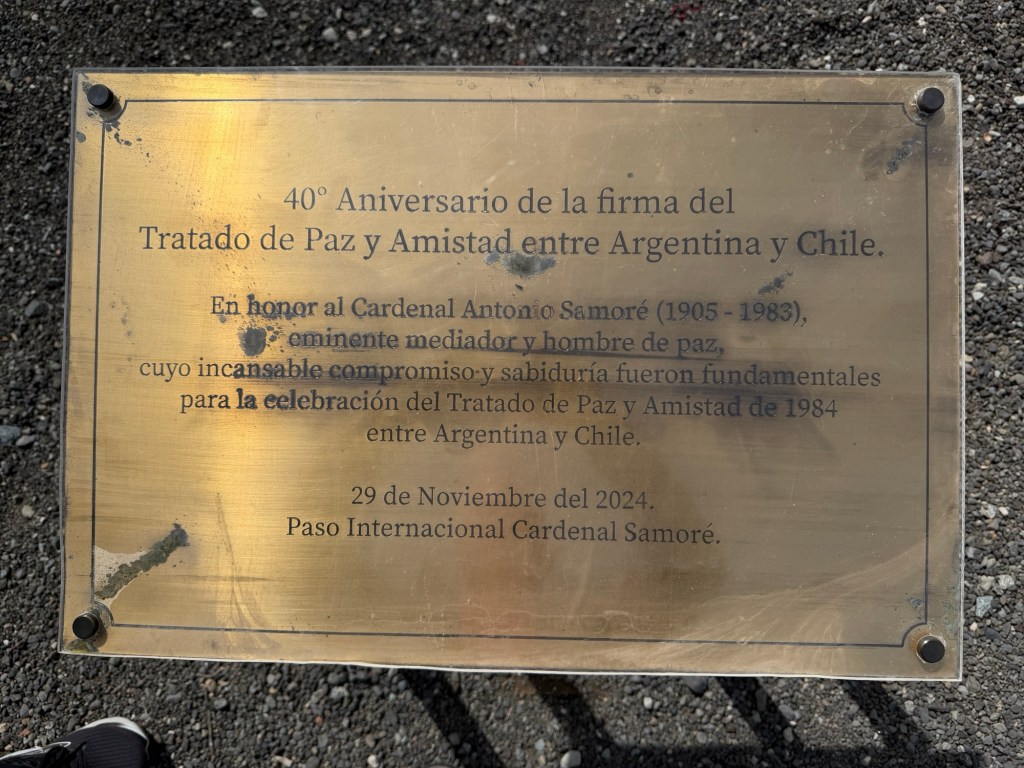 40° Aniversario de la firma del
Tratado de Paz y Amistad entre Argentina y Chile.
En honor al Cardenal Antonio Samoré (1905 - 1983),
eminente mediador y hombre de paz,
cuyo incansable compromiso y sabiduría fueron fundamentales
para la celebración del Tratado de Paz y Amistad de 1984
entre Argentina y Chile.
29 de Noviembre del 2024.
Paso Internacional Cardenal Samoré.